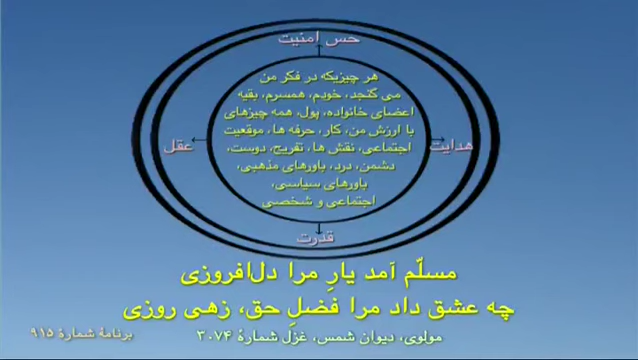 حس امنیت
هر چیزیکه در فکر من
می گنجد، خودم، همسرم، بقیه
اعضای خانواده، پول، همه چیزهای
با ارزش من، کار، حرفه ها، موقعیت
اجتماعی، نقش ها، تفریح، دوست،
دشمن، درد، باورهای مذهبی،
باورهای سیاسی،
اجتماعی و شخصی
هدایت
عقل
قدرت
مسلّم آمد یارِ مرا دل‌افروزی
چه عشق داد مرا فضلِ حق، زهی روزی
مولوی، دیوان شمس، غزل شمارهٔ ۳۰۷۴
برنامهٔ شمارهٔ ۹۱۵